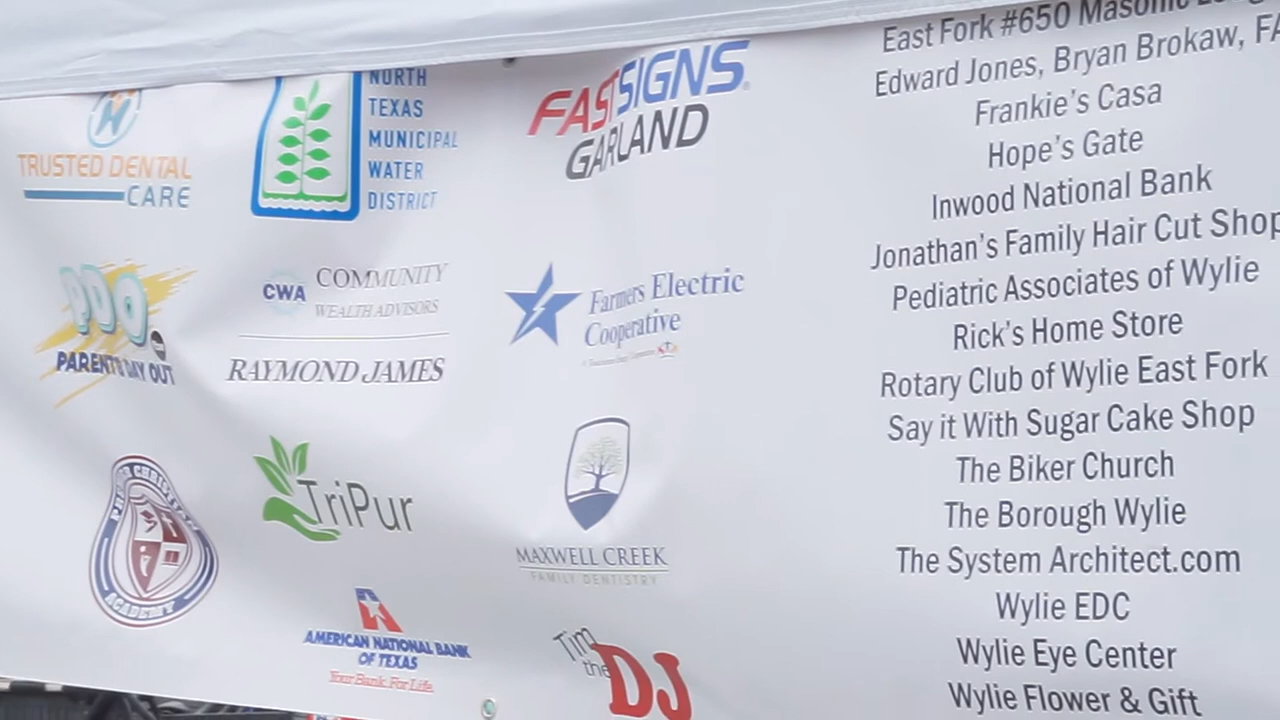 TRUSTED DENTAL
CARE
NORTH
TEXAS
MUNICIPAL
WATER
DISTRICT
FASTSIGNS
GARLAND
PDO
PARENT'S DAY OUT
CWA
COMMUNITY
WEALTH ADVISORS
RAYMOND JAMES
Farmers Electric
Cooperative
CHRISTIAN
ACADEMY
TriPur
MAXWELL CREEK
FAMILY DENTISTRY
AMERICAN NATIONAL BANK
OF TEXAS
Your Bank. For Life.
Tim
the DJ
East Fork #650 Masonic
Edward Jones, Bryan Brokaw,
Frankie's Casa
Hope's Gate
Inwood National Bank
Jonathan's Family Hair Cut Shop
Pediatric Associates of Wylie
Rick's Home Store
Rotary Club of Wylie East Fork
Say it With Sugar Cake Shop
The Biker Church
The Borough Wylie
The System Architect.com
Wylie EDC
Wylie Eye Center
Wylie Flower & Gift